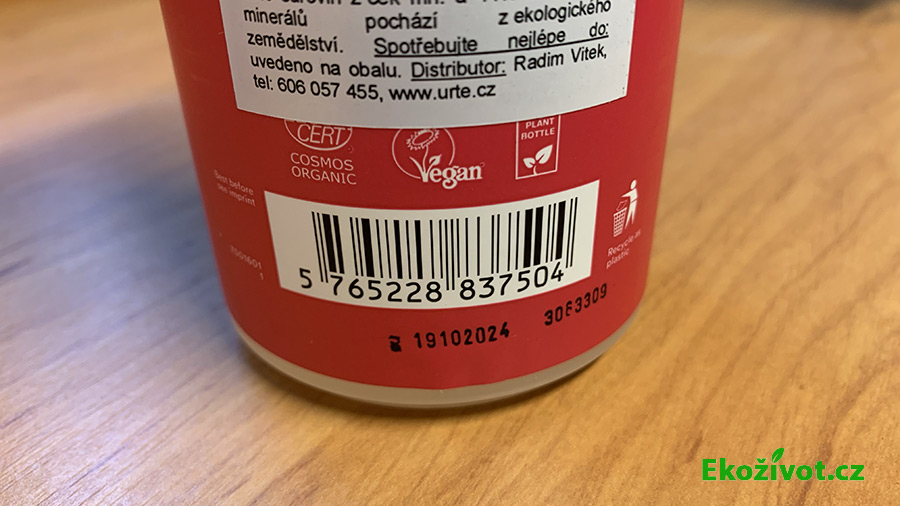 minerálů pochází z ekologického
zemědělství. Spotřebujte nejlépe do:
uvedeno na obalu. Distributor: Radim Vitek,
tel: 606 057 455, www.urte.cz
CERT
COSMOS
ORGANIC
Vegan
PLANT
BOTTLE
Best before
see imprint
Recycle as
plastic
5 765228 837504
19102024
3063309
Ekoživot.cz